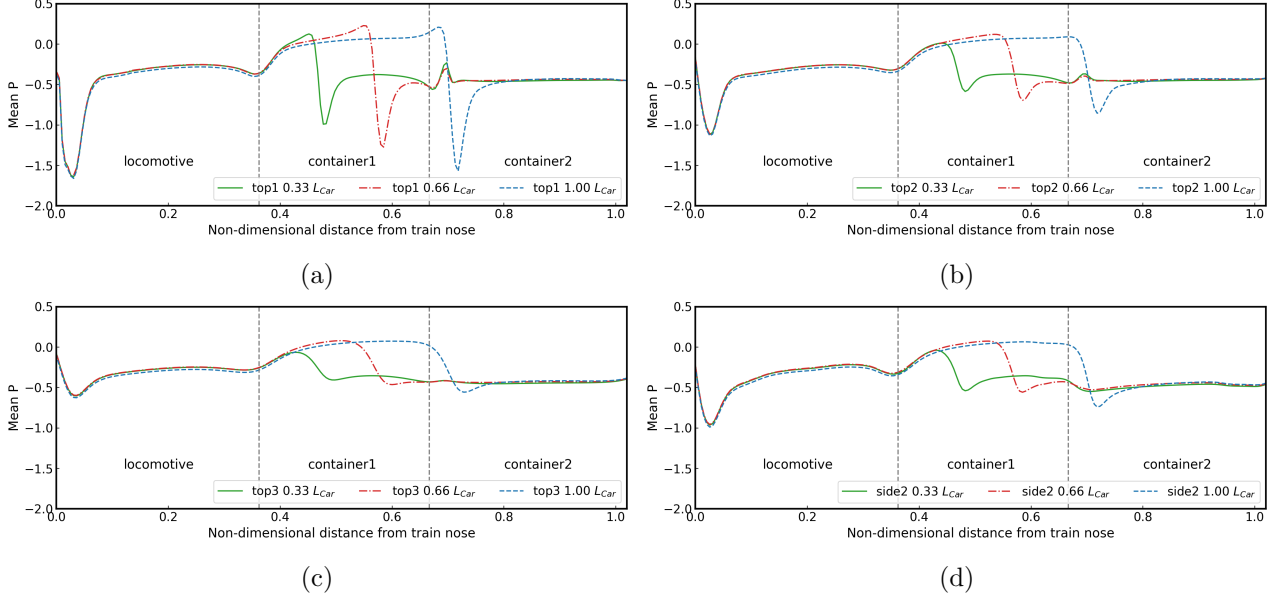 0.5
0.0
−0.5
−1.0
−1.5
−2.0
Mean P
locomotive
container1
container2
top1 0.33 L_Car
top1 0.66 L_Car
top1 1.00 L_Car
0.0 0.2 0.4 0.6 0.8 1.0
Non-dimensional distance from train nose
(a)
0.5
0.0
−0.5
−1.0
−1.5
−2.0
Mean P
locomotive
container1
container2
top2 0.33 L_Car
top2 0.66 L_Car
top2 1.00 L_Car
0.0 0.2 0.4 0.6 0.8 1.0
Non-dimensional distance from train nose
(b)
0.5
0.0
−0.5
−1.0
−1.5
−2.0
Mean P
locomotive
container1
container2
top3 0.33 L_Car
top3 0.66 L_Car
top3 1.00 L_Car
0.0 0.2 0.4 0.6 0.8 1.0
Non-dimensional distance from train nose
(c)
0.5
0.0
−0.5
−1.0
−1.5
−2.0
Mean P
locomotive
container1
container2
side2 0.33 L_Car
side2 0.66 L_Car
side2 1.00 L_Car
0.0 0.2 0.4 0.6 0.8 1.0
Non-dimensional distance from train nose
(d)